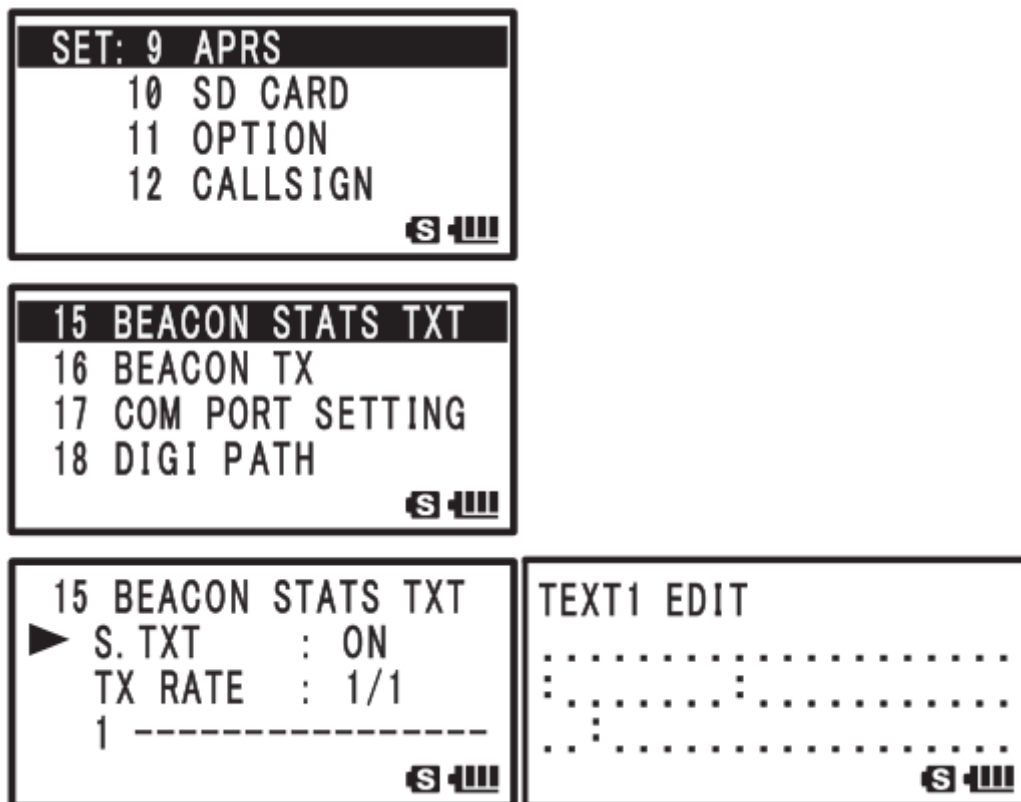 SET: 9 APRS
10 SD CARD
11 OPTION
12 CALLSIGN
S
15 BEACON STATS TXT
16 BEACON TX
17 COM PORT SETTING
18 DIGI PATH
S
15 BEACON STATS TXT
S.TXT : ON
TX RATE : 1/1
1 ----------------
S
TEXT1 EDIT
....................
:......:...........
..:.................
S